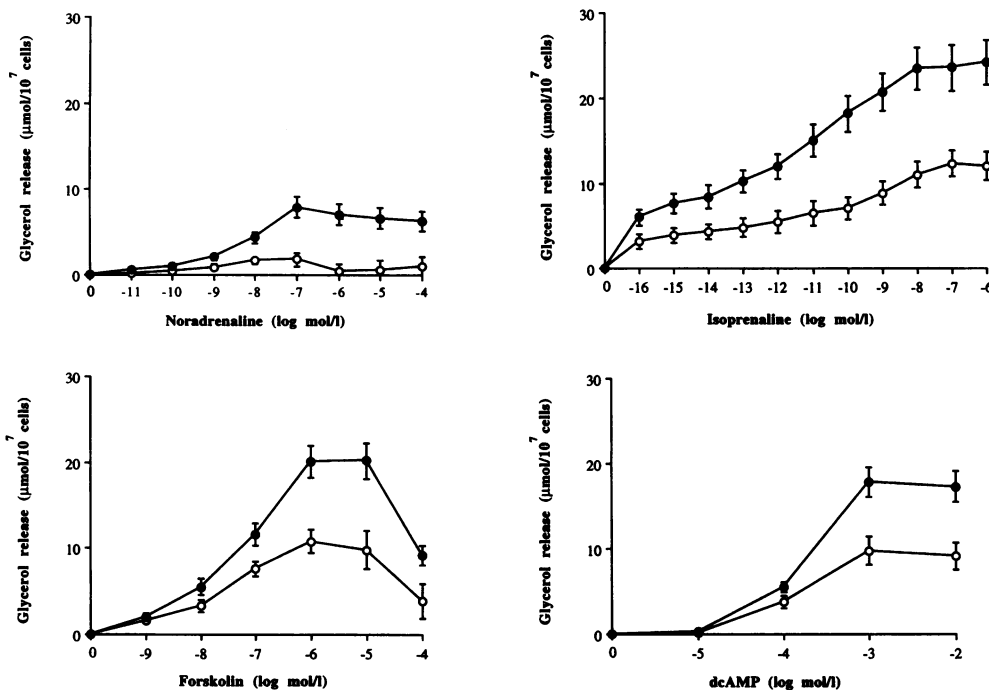 Glycerol release (μmol/10⁷ cells)
30
20
10
0
0 -11 -10 -9 -8 -7 -6 -5 -4
Noradrenaline (log mol/l)
Glycerol release (μmol/10⁷ cells)
30
20
10
0
0 -16 -15 -14 -13 -12 -11 -10 -9 -8 -7 -6
Isoprenaline (log mol/l)
Glycerol release (μmol/10⁷ cells)
30
20
10
0
0 -9 -8 -7 -6 -5 -4
Forskolin (log mol/l)
Glycerol release (μmol/10⁷ cells)
30
20
10
0
0 -5 -4 -3 -2
dcAMP (log mol/l)